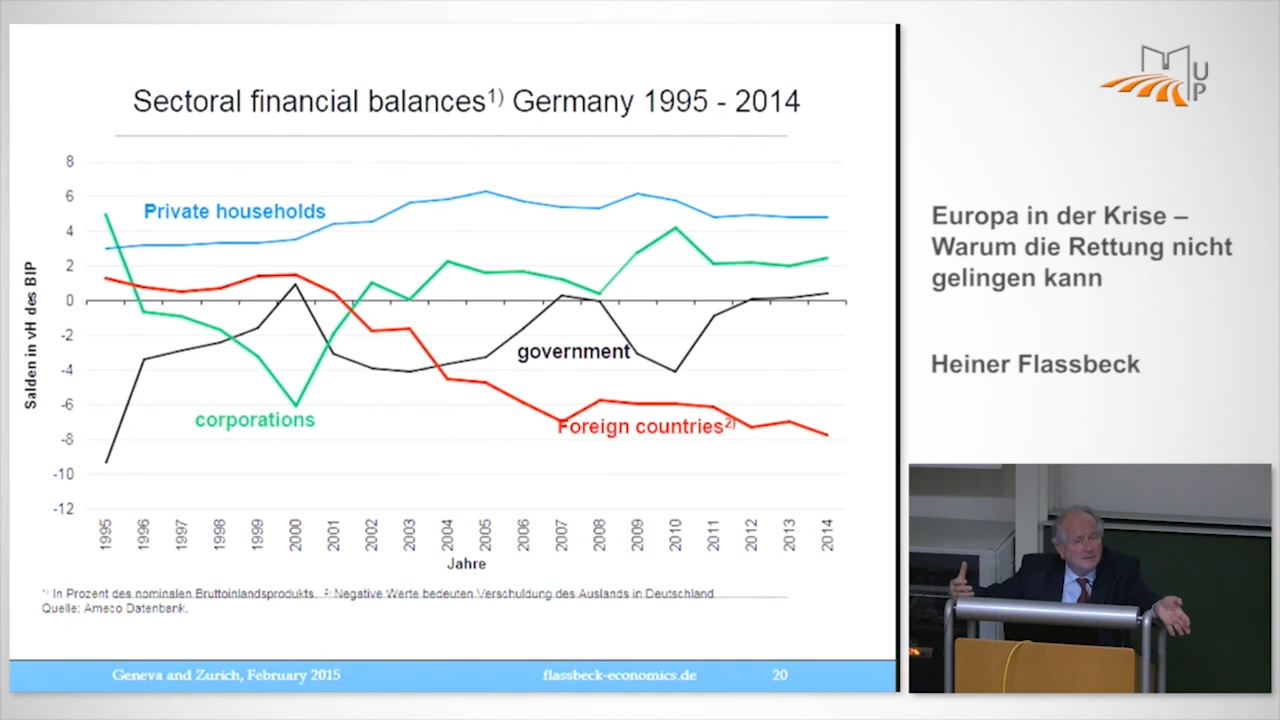 Sectoral financial balances1) Germany 1995 - 2014
8
6
4
2
0
-2
-4
-6
-8
-10
-12
Salden in vH des BIP
Private households
government
corporations
Foreign countries2)
1995 1996 1997 1998 1999 2000 2001 2002 2003 2004 2005 2006 2007 2008 2009 2010 2011 2012 2013 2014
Jahre
1) In Prozent des nominalen Bruttoinlandsprodukts. 2) Negative Werte bedeuten Verschuldung des Auslands in Deutschland
Quelle: Ameco Datenbank.
Geneva and Zurich, February 2015 flassbeck-economics.de 20
MUP
Europa in der Krise –
Warum die Rettung nicht
gelingen kann
Heiner Flassbeck